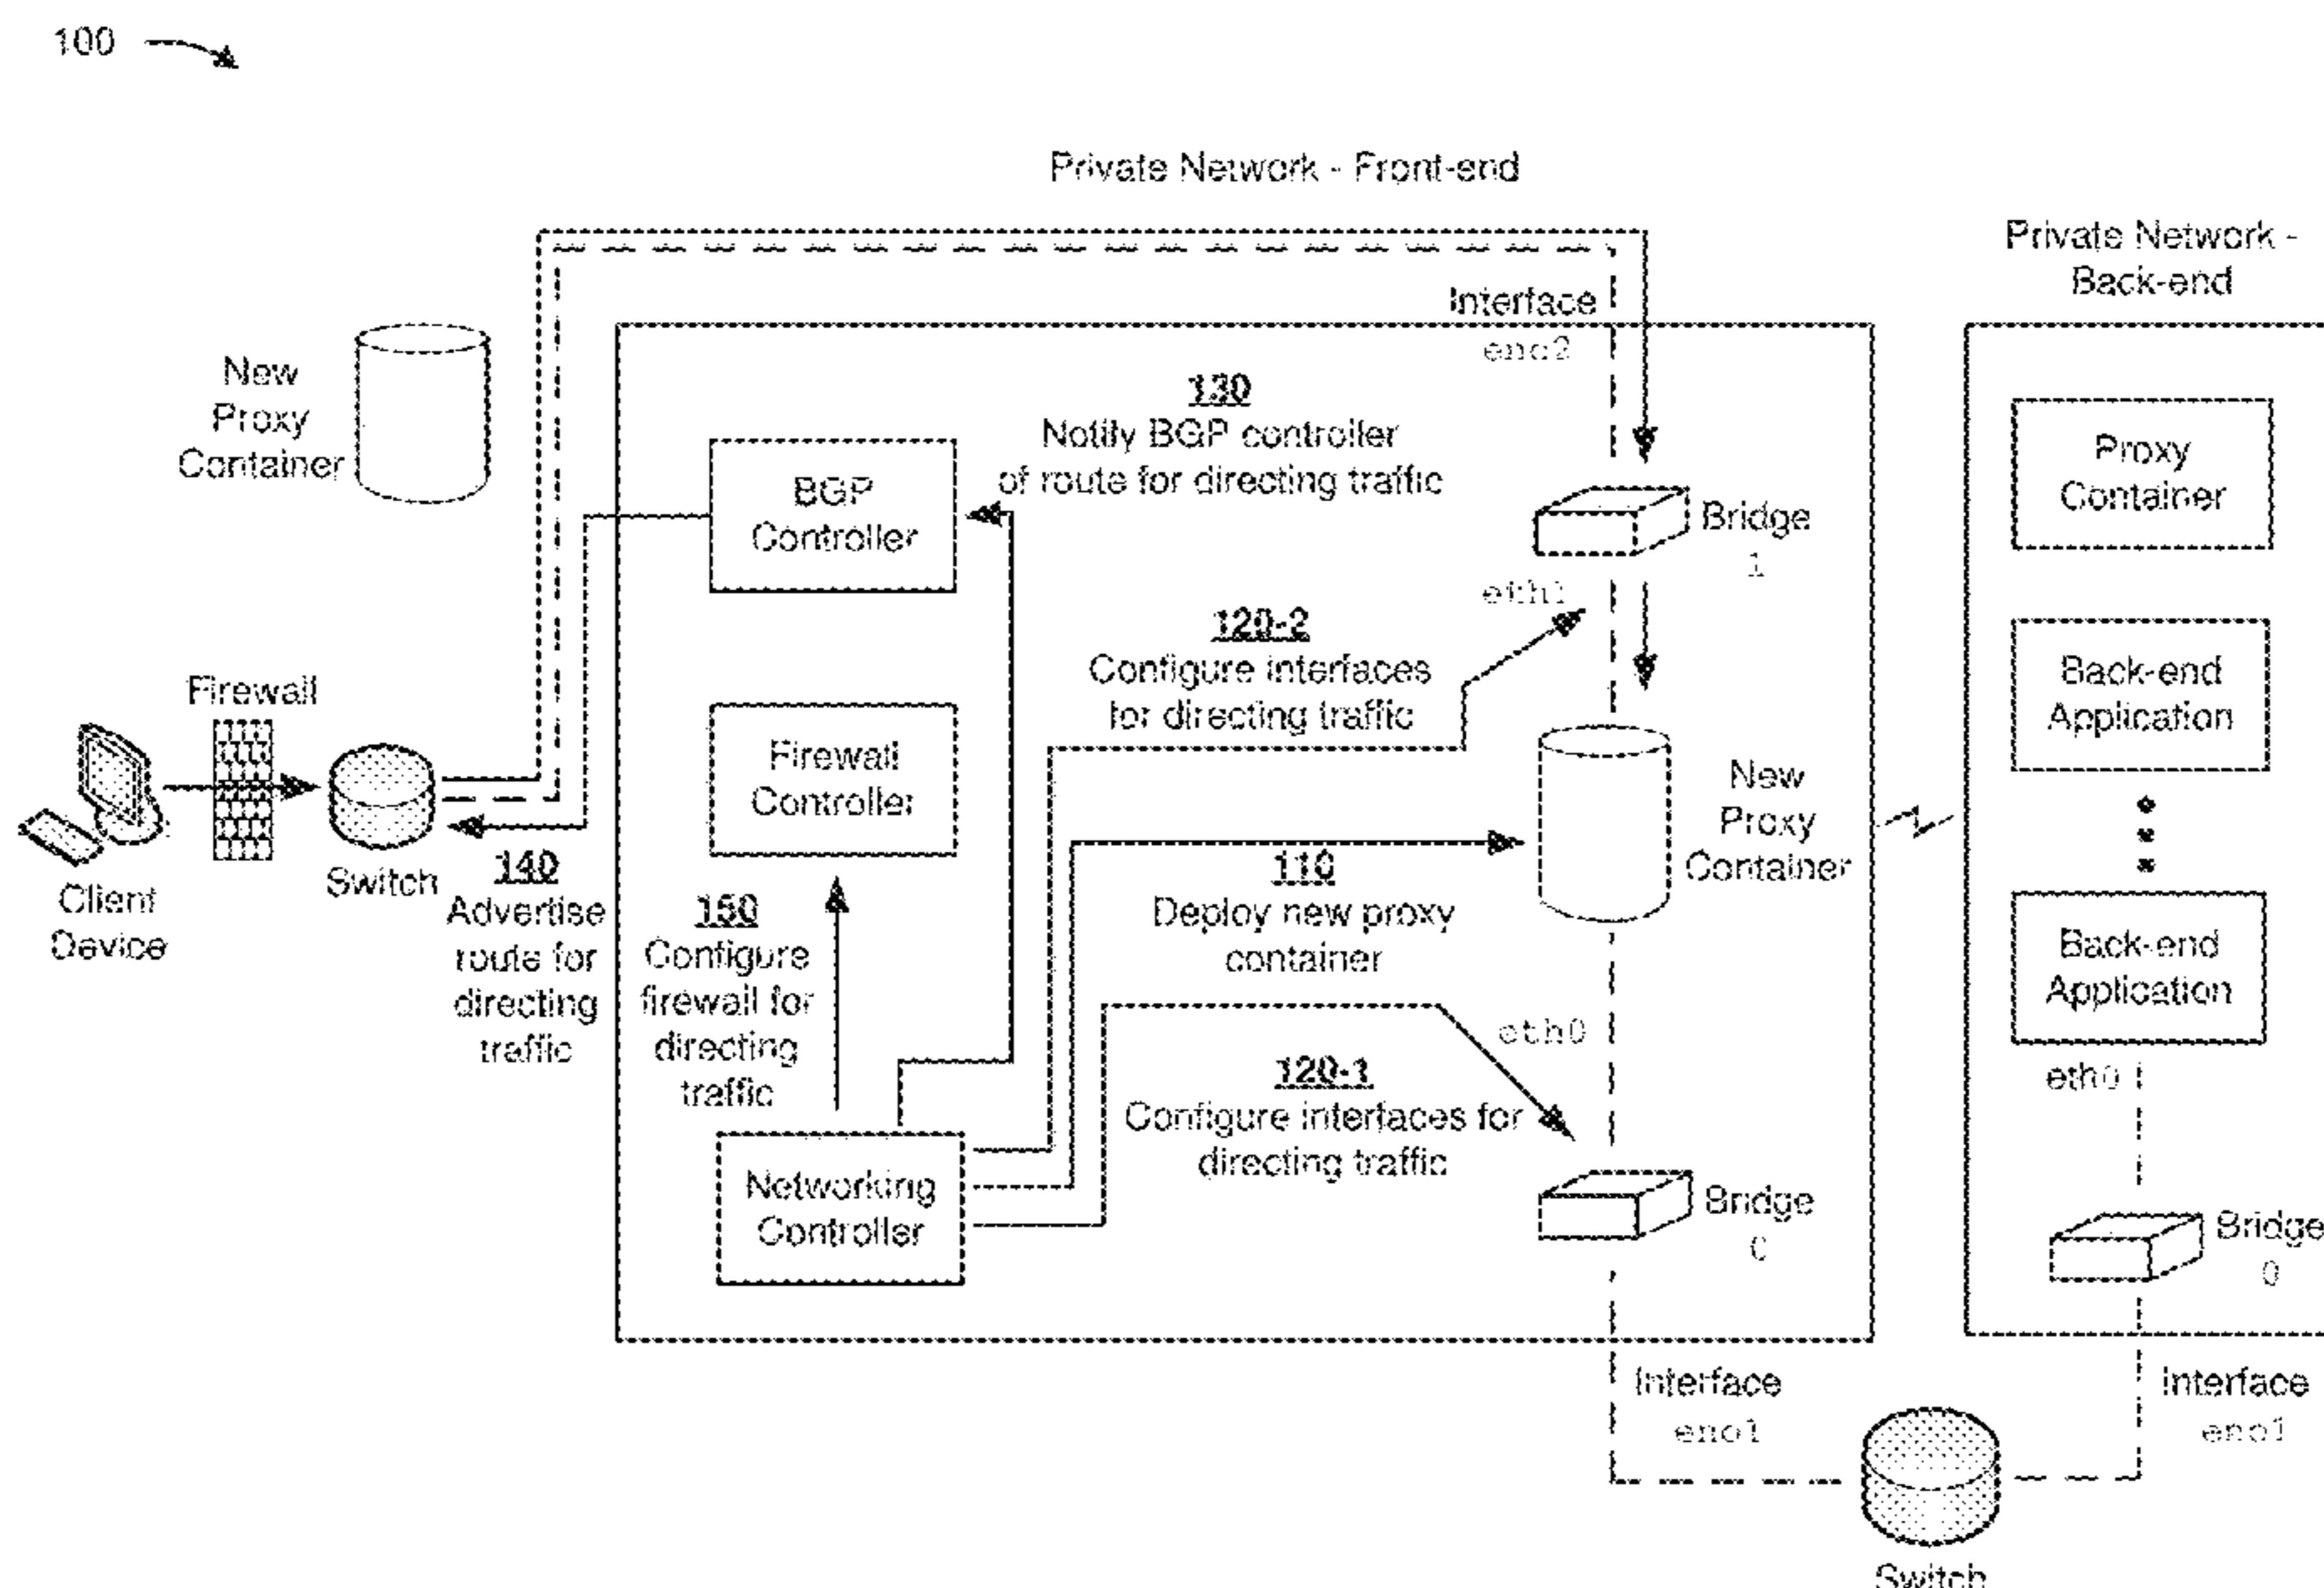 100
Private Network - Front-end
Private Network -
Back-end
Interface
eno2
New
Proxy
Container
130
Notify BGP controller
of route for directing traffic
BGP
Controller
Bridge
1
eth1
Proxy
Container
120-2
Configure interfaces
for directing traffic
Back-end
Application
Firewall
Firewall
Controller
New
Proxy
Container
Client
Device
Switch
140
Advertise
route for
directing
traffic
150
Configure
firewall for
directing
traffic
110
Deploy new proxy
container
Back-end
Application
eth0
eth0
120-1
Configure interfaces for
directing traffic
Networking
Controller
Bridge
0
Bridge
0
Interface
eno1
Interface
eno1
Switch